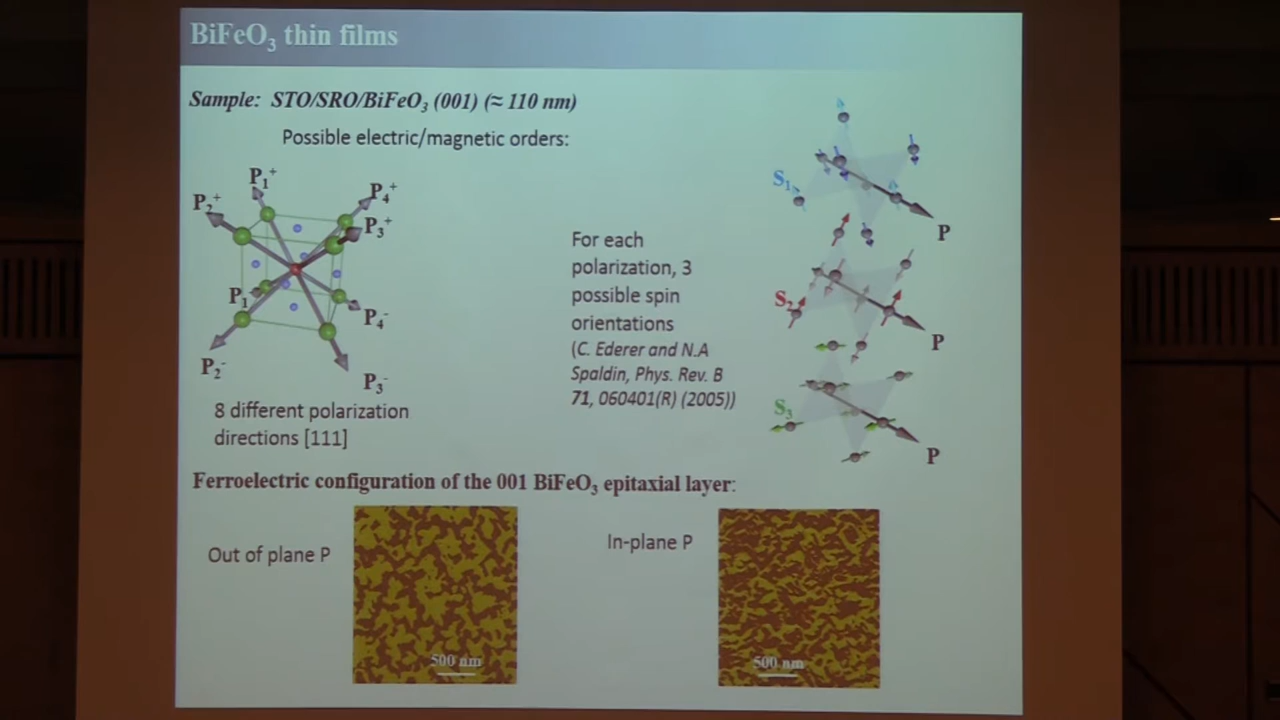 BiFeO₃ thin films
Sample: STO/SRO/BiFeO₃ (001) (≈ 110 nm)
Possible electric/magnetic orders:
P₁⁺
P₂⁺
P₄⁺
P₃⁺
P₁
P₄⁻
P₂⁻
P₃⁻
8 different polarization
directions [111]
For each
polarization, 3
possible spin
orientations
(C. Ederer and N.A
Spaldin, Phys. Rev. B
71, 060401(R) (2005))
S₁
P
S₂
P
S₃
P
Ferroelectric configuration of the 001 BiFeO₃ epitaxial layer:
Out of plane P
500 nm
In-plane P
500 nm